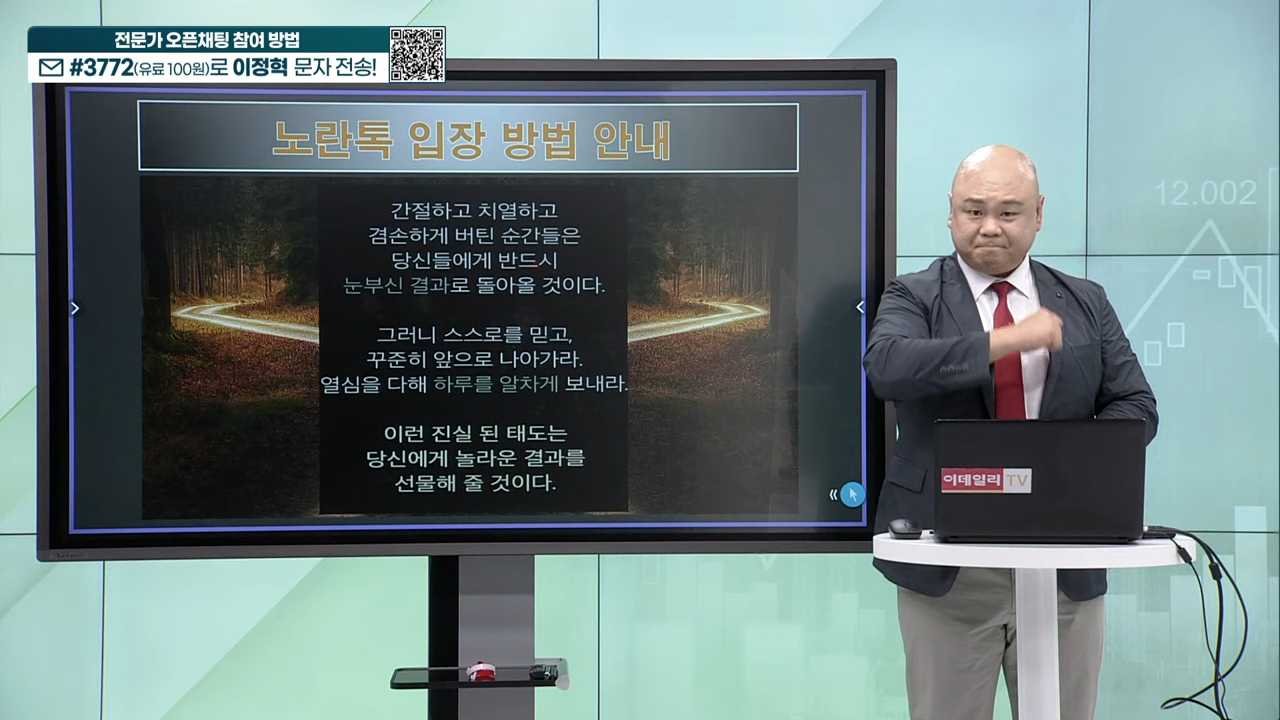 전문가 오픈채팅 참여 방법
#3772(유료 100원)로 이정혁 문자 전송!
노란톡 입장 방법 안내
간절하고 치열하고
겸손하게 버틴 순간들은
당신들에게 반드시
눈부신 결과로 돌아올 것이다.
그러니 스스로를 믿고,
꾸준히 앞으로 나아가라.
열심을 다해 하루를 알차게 보내라.
이런 진실 된 태도는
당신에게 놀라운 결과를
선물해 줄 것이다.
12.002
이데일리TV